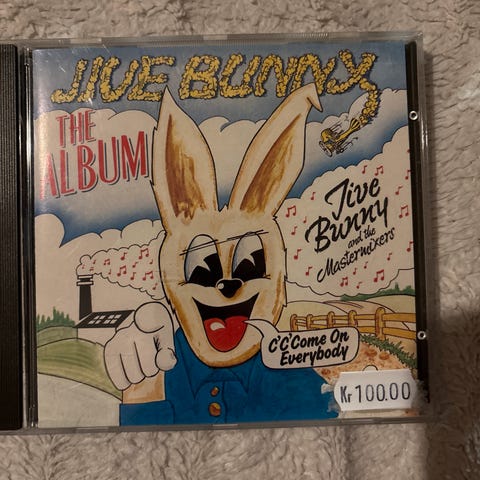 JIVE BUNNY
THE
ALBUM
Jive
Bunny
and the
Mastermixers
C'C'Come On
Everybody
Kr 100.00